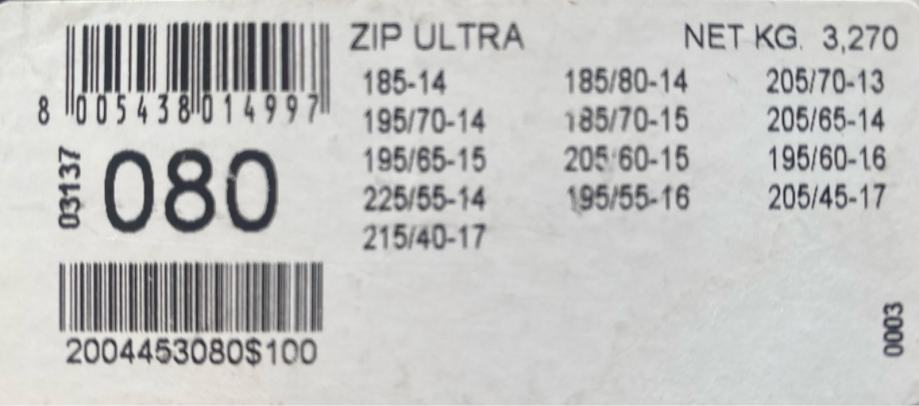 ZIP ULTRA NET KG. 3,270
8 005438 014997
185-14 185/80-14 205/70-13
195/70-14 185/70-15 205/65-14
195/65-15 205/60-15 195/60-16
225/55-14 195/55-16 205/45-17
215/40-17
03137
080
2004453080$100
0003